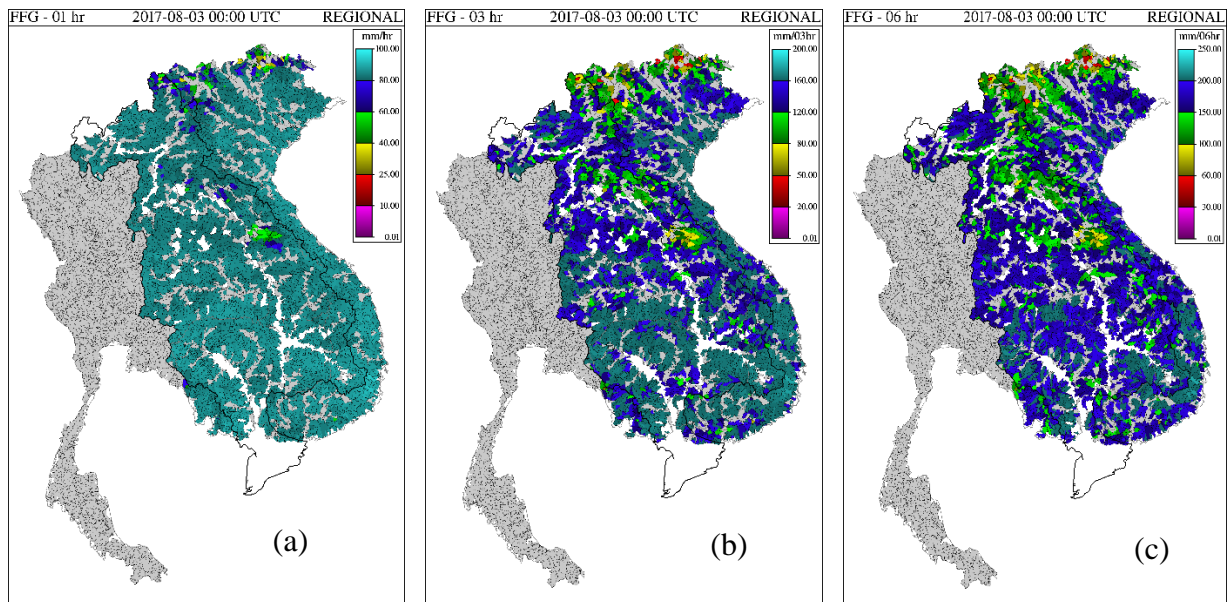 FFG - 01 hr 2017-08-03 00:00 UTC REGIONAL
mm/hr
100.00
80.00
60.00
40.00
25.00
10.00
0.01
(a)
FFG - 03 hr 2017-08-03 00:00 UTC REGIONAL
mm/03hr
200.00
160.00
120.00
80.00
50.00
20.00
0.01
(b)
FFG - 06 hr 2017-08-03 00:00 UTC REGIONAL
mm/06hr
250.00
200.00
150.00
100.00
60.00
30.00
0.01
(c)